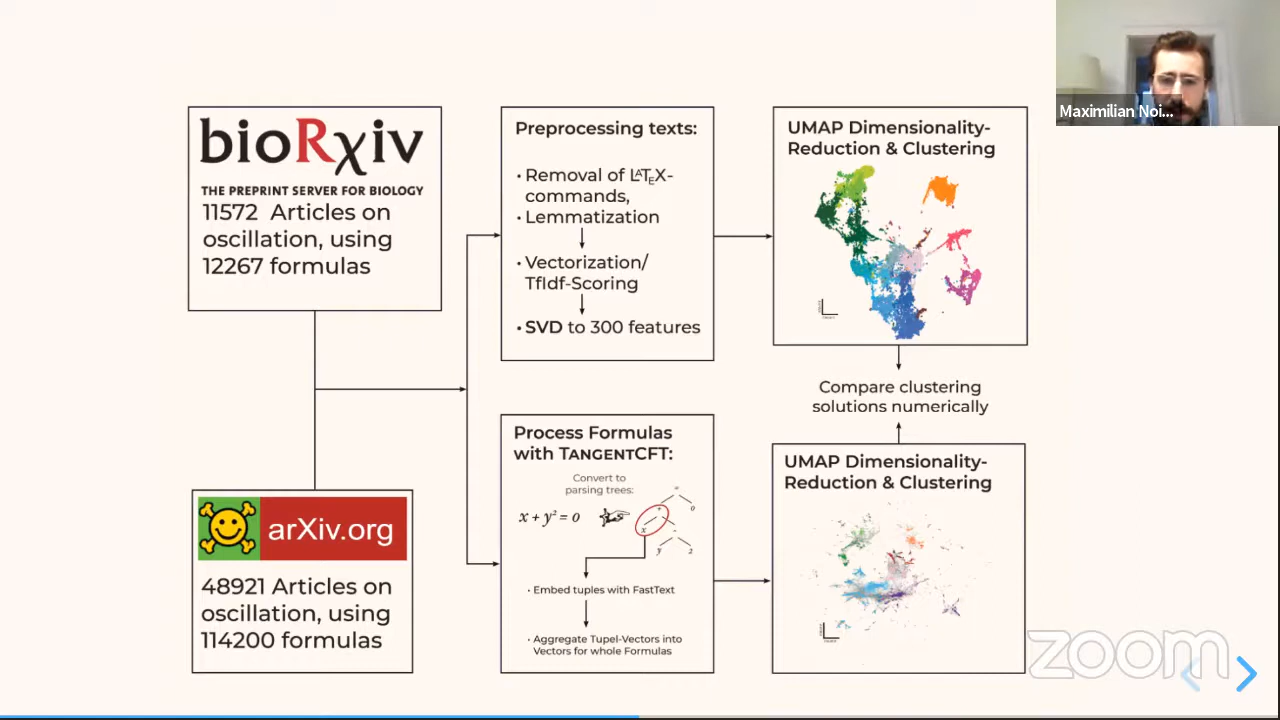 bioRχiv
THE PREPRINT SERVER FOR BIOLOGY
11572 Articles on
oscillation, using
12267 formulas
arXiv.org
48921 Articles on
oscillation, using
114200 formulas
Preprocessing texts:
• Removal of LATEX-
commands,
• Lemmatization
• Vectorization/
TfIdf-Scoring
• SVD to 300 features
Process Formulas
with TANGENTCFT:
Convert to
parsing trees:
x + y² = 0
+
0
x
y
2
• Embed tuples with FastText
• Aggregate Tupel-Vectors into
Vectors for whole Formulas
UMAP Dimensionality-
Reduction & Clustering
Compare clustering
solutions numerically
UMAP Dimensionality-
Reduction & Clustering
Maximilian Noi...
zoom